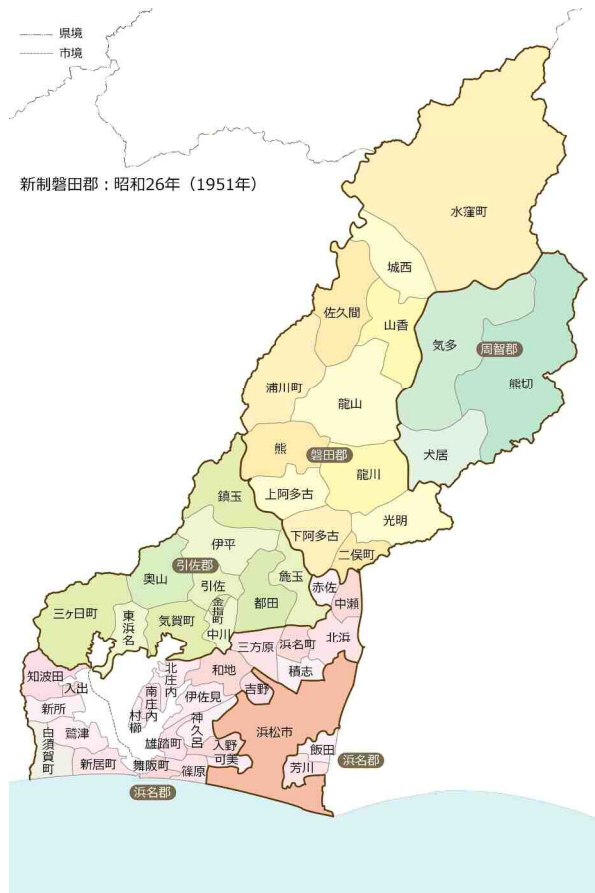 県境
市境
新制磐田郡：昭和26年（1951年）
水窪町
城西
佐久間
山香
気多
周智郡
熊切
浦川町
龍山
犬居
熊
磐田郡
龍川
上阿多古
鎮玉
光明
下阿多古
伊平
二俣町
引佐郡
奥山
引佐
麁玉
赤佐
中瀬
都田
金指町
三ヶ日町
東浜名
気賀町
中川
北浜
三方原
浜名町
積志
知波田
入出
北庄内
和地
南庄内
伊佐見
吉野
新所
村櫛
神久呂
浜松市
白須賀町
鷲津
雄踏町
入野
飯田
可美
浜名郡
新居町
舞阪町
篠原
芳川
浜名郡